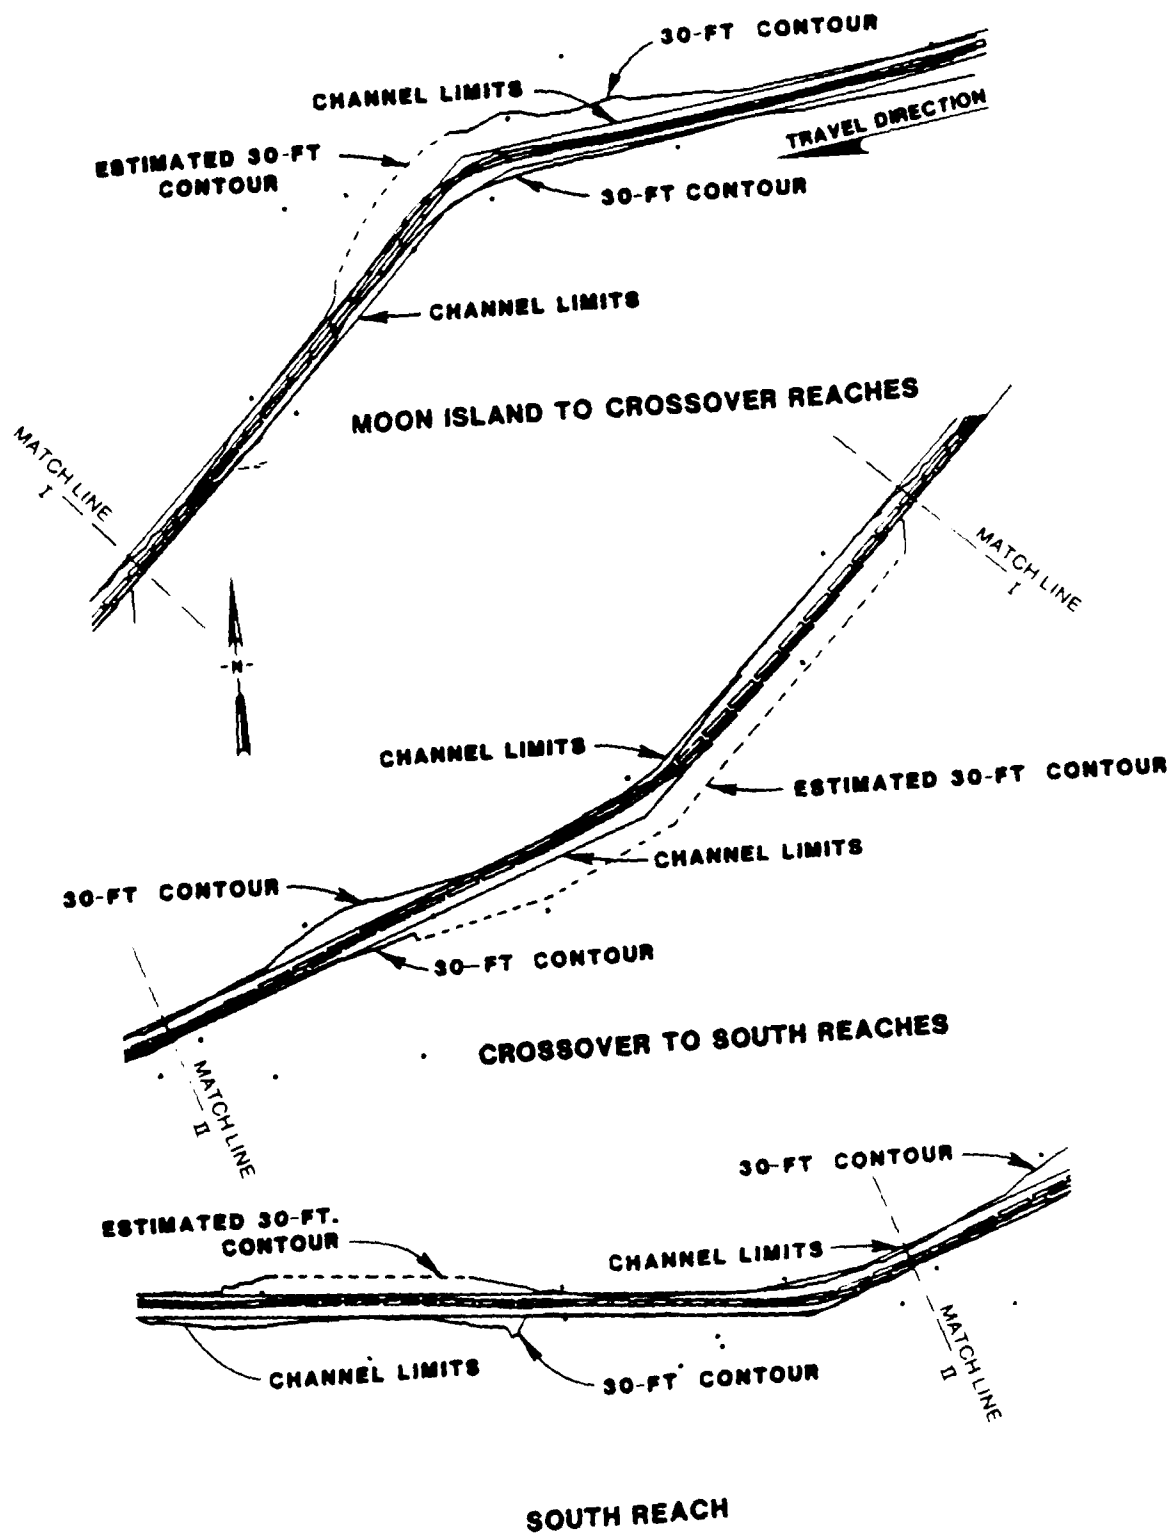 30-FT CONTOUR
CHANNEL LIMITS
TRAVEL DIRECTION
ESTIMATED 30-FT
CONTOUR
30-FT CONTOUR
CHANNEL LIMITS
MOON ISLAND TO CROSSOVER REACHES
MATCH LINE
I
MATCH LINE
I
-N-
CHANNEL LIMITS
ESTIMATED 30-FT CONTOUR
CHANNEL LIMITS
30-FT CONTOUR
30-FT CONTOUR
CROSSOVER TO SOUTH REACHES
MATCH LINE
II
30-FT CONTOUR
ESTIMATED 30-FT.
CONTOUR
CHANNEL LIMITS
MATCH LINE
II
CHANNEL LIMITS
30-FT CONTOUR
SOUTH REACH